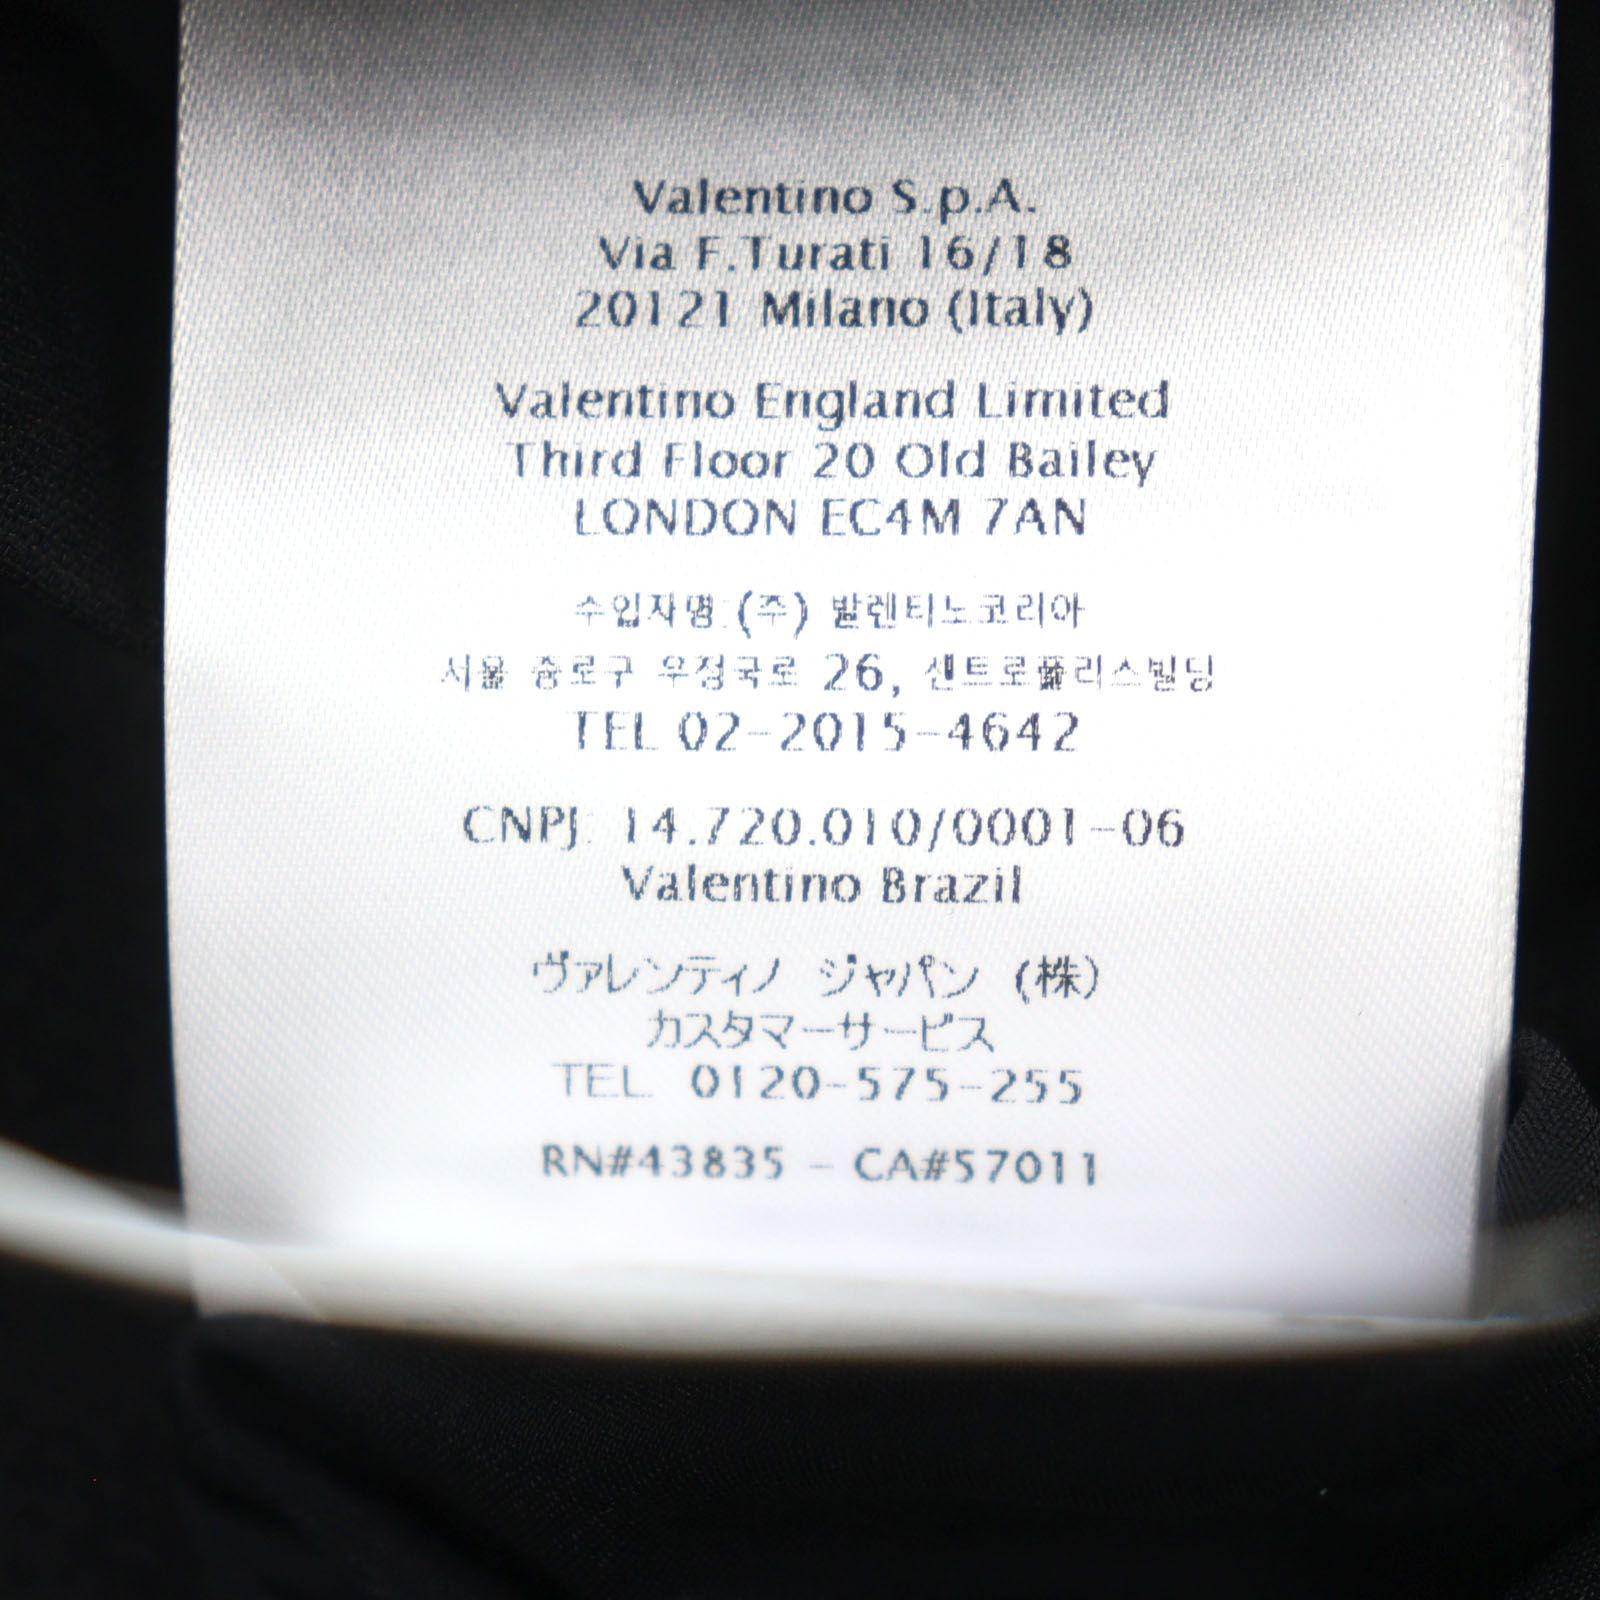 Valentino S.p.A.
Via F.Turati 16/18
20121 Milano (Italy)
Valentino England Limited
Third Floor 20 Old Bailey
LONDON EC4M 7AN
수입자명:(주) 발렌티노코리아
서울 종로구 우정국로 26, 센트로폴리스빌딩
TEL 02-2015-4642
CNPJ: 14.720.010/0001-06
Valentino Brazil
ヴァレンティノ ジャパン (株)
カスタマーサービス
TEL 0120-575-255
RN#43835 - CA#57011